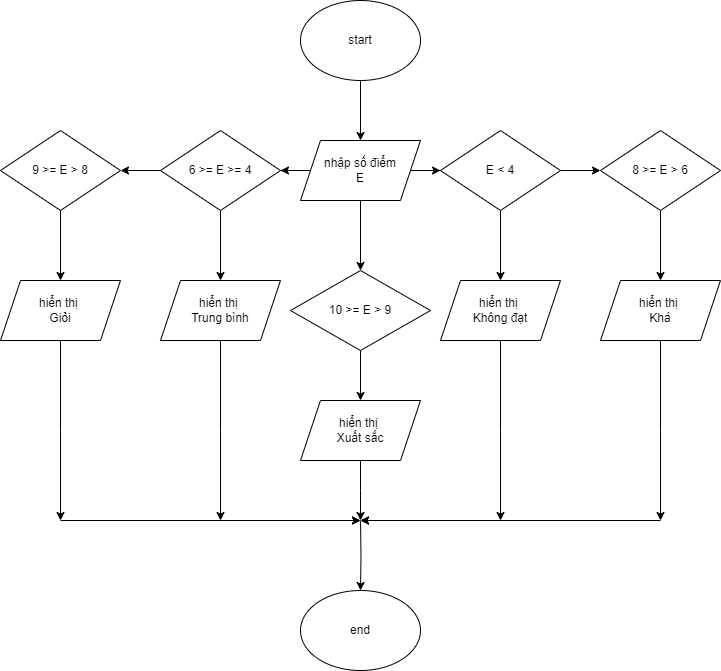 start
nhập số điểm
E
9 >= E > 8
6 >= E >= 4
E < 4
8 >= E > 6
hiển thị
Giỏi
hiển thị
Trung bình
10 >= E > 9
hiển thị
Không đạt
hiển thị
Khá
hiển thị
Xuất sắc
end